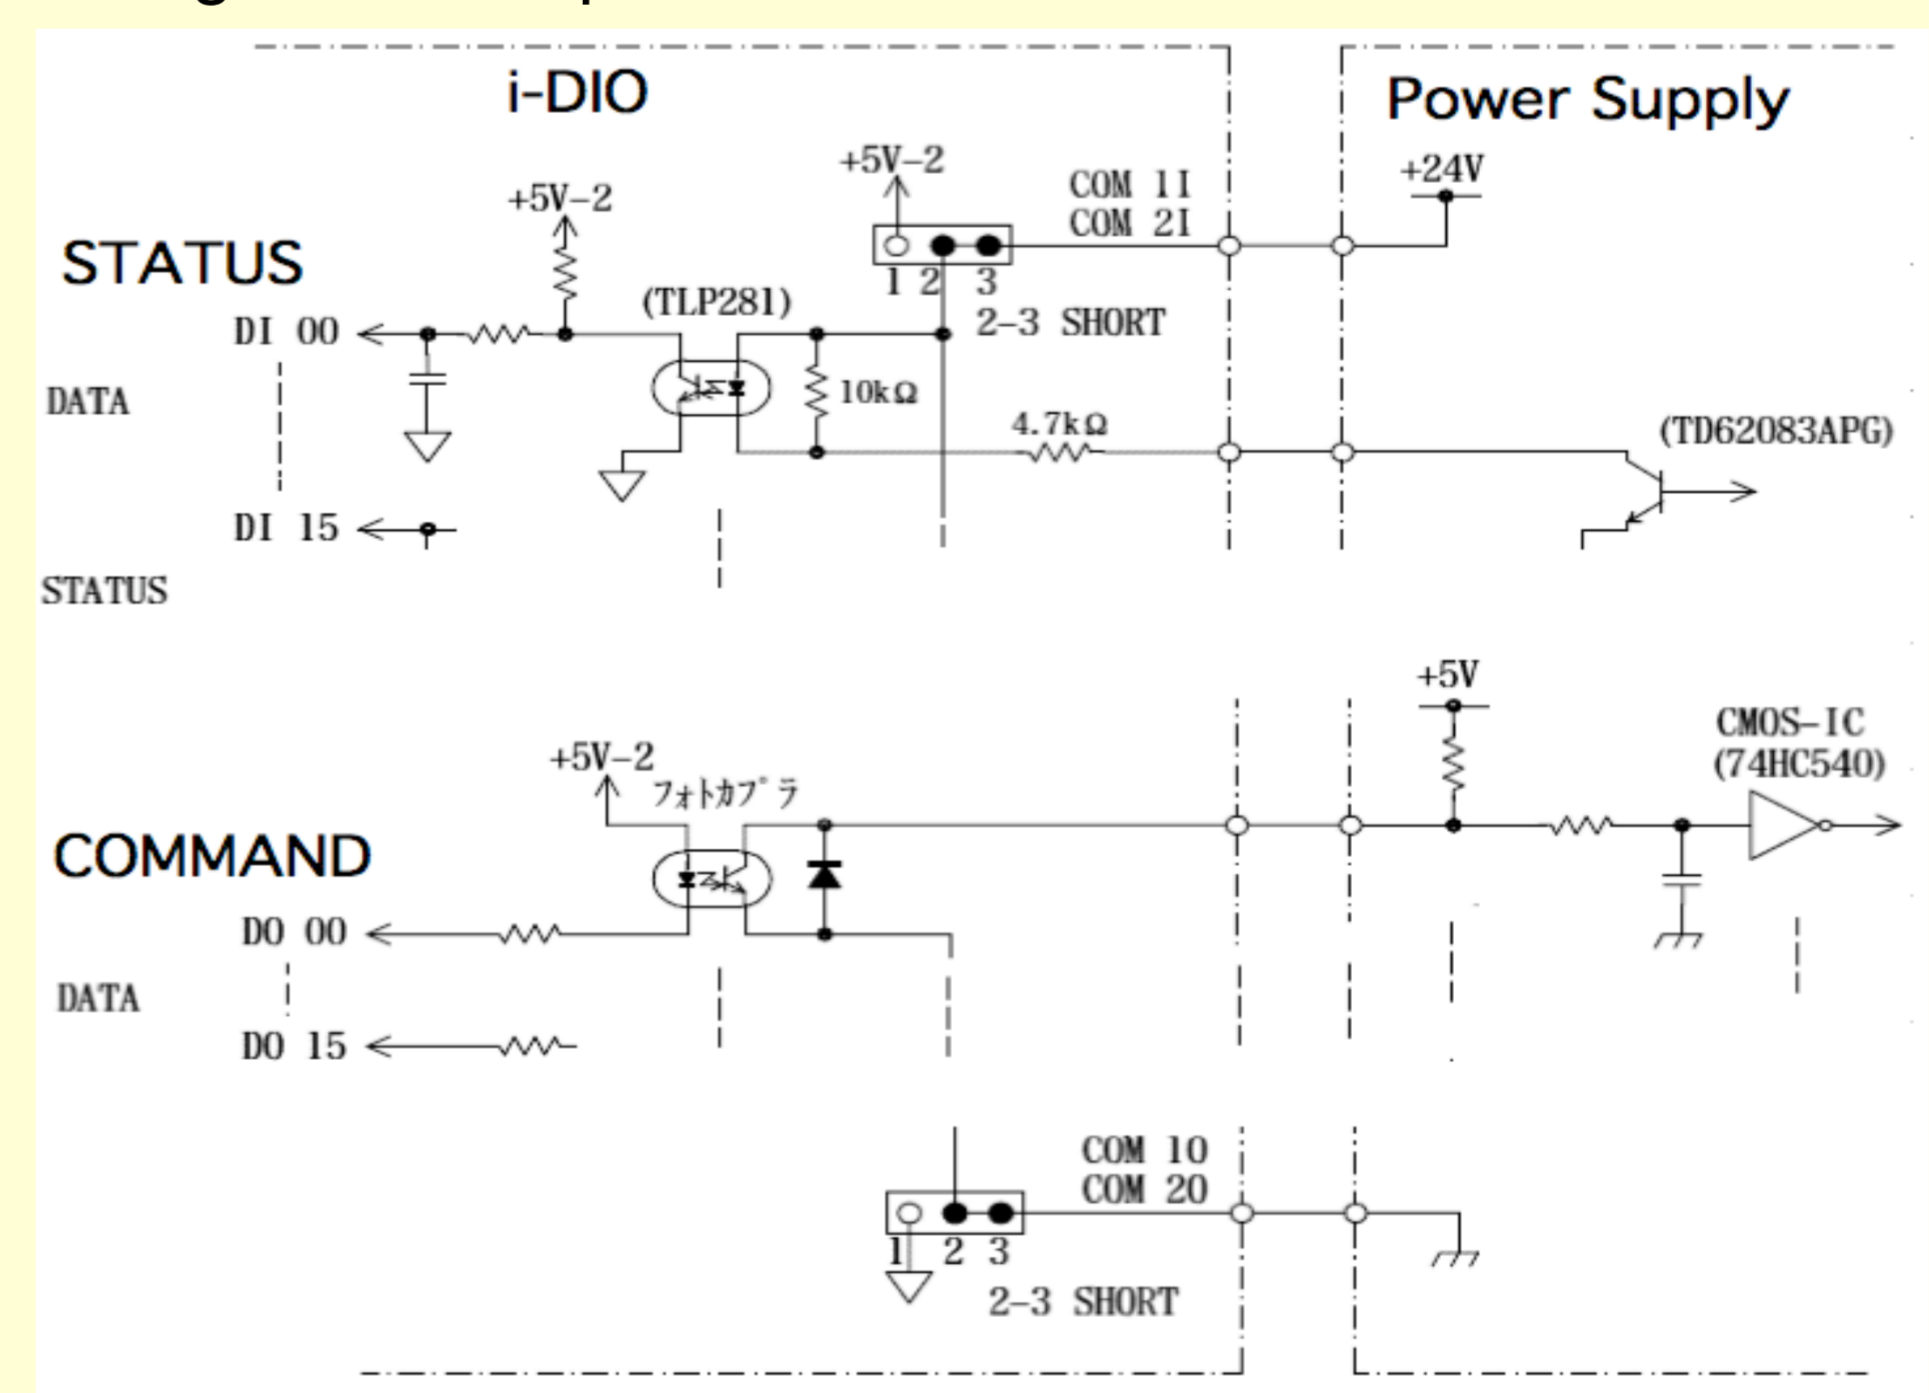 i-DIO
Power Supply
+5V-2
COM 1I
+24V
+5V-2
COM 2I
STATUS
1 2 3
(TLP281)
2-3 SHORT
DI 00
10kΩ
DATA
4.7kΩ
(TD62083APG)
DI 15
STATUS
+5V
CMOS-IC
(74HC540)
+5V-2
フォトカプラ
COMMAND
DO 00
DATA
DO 15
COM 1O
COM 2O
1 2 3
2-3 SHORT